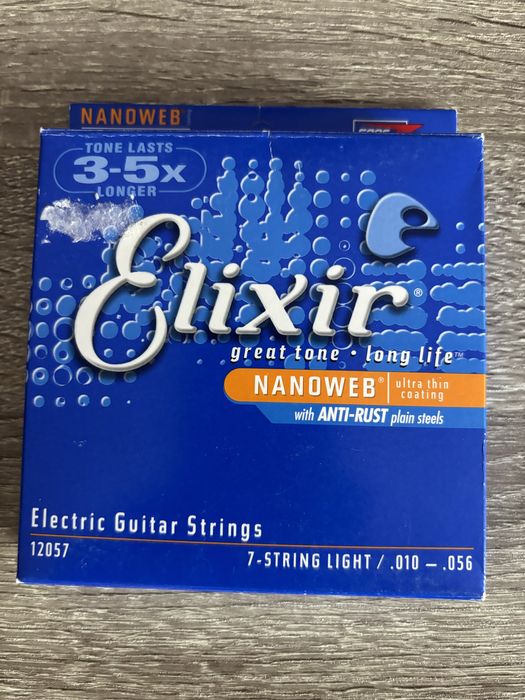 NANOWEB®
TONE LASTS
3-5x
LONGER
Elixir®
great tone • long life™
NANOWEB® ultra thin coating
with ANTI-RUST plain steels
Electric Guitar Strings
12057
7-STRING LIGHT / .010 – .056